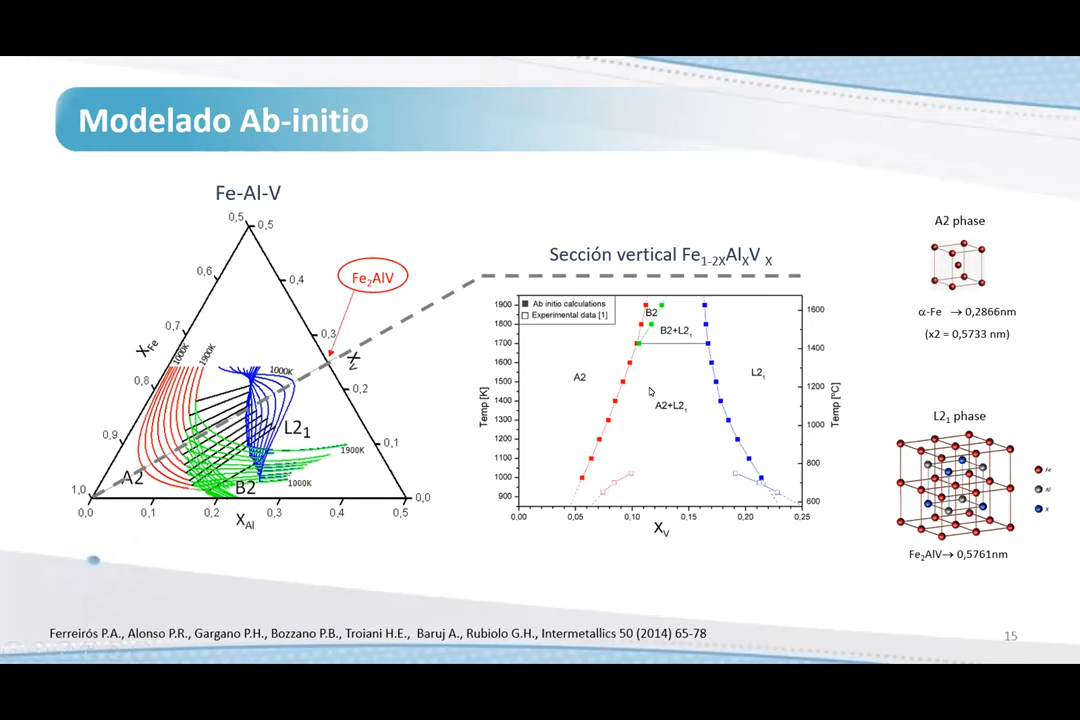 Modelado Ab-initio
Fe-Al-V
0,5
0,5
0,6
0,4
Fe₂AlV
0,7
0,3
X_Fe
1000K
1900K
X_V
1000K
0,8
0,2
0,9
L2₁
0,1
1900K
A2
B2
1000K
1,0
0,0
0,0
0,1
0,2
0,3
0,4
0,5
X_Al
Sección vertical Fe₁₋₂ₓAlₓV ₓ
Ab initio calculations
Experimental data [1]
B2
B2+L2₁
A2
L2₁
A2+L2₁
Temp [K]
1900
1800
1700
1600
1500
1400
1300
1200
1100
1000
900
Temp [ºC]
1600
1400
1200
1000
800
600
0,00
0,05
0,10
0,15
0,20
0,25
X_V
A2 phase
α-Fe → 0,2866nm
(x2 = 0,5733 nm)
L2₁ phase
Fe
Al
X
Fe₂AlV→ 0,5761nm
Ferreirós P.A., Alonso P.R., Gargano P.H., Bozzano P.B., Troiani H.E., Baruj A., Rubiolo G.H., Intermetallics 50 (2014) 65-78
15